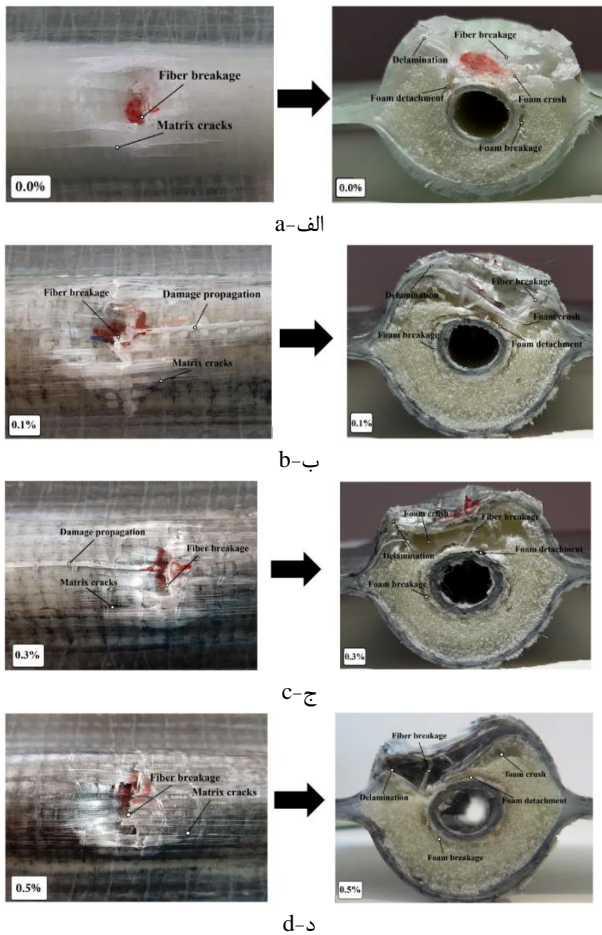 Fiber breakage
Matrix cracks
0.0%
Delamination
Fiber breakage
Foam detachment
Foam crush
Foam breakage
0.0%
الف-a
Fiber breakage
Damage propagation
Matrix cracks
0.1%
Delamination
Fiber breakage
Foam crush
Foam breakage
Foam detachment
0.1%
ب-b
Damage propagation
Fiber breakage
Matrix cracks
0.3%
Foam crush
Fiber breakage
Delamination
Foam detachment
Foam breakage
0.3%
ج-c
Fiber breakage
Matrix cracks
0.5%
Fiber breakage
foam crush
Delamination
Foam detachment
Foam breakage
0.5%
د-d